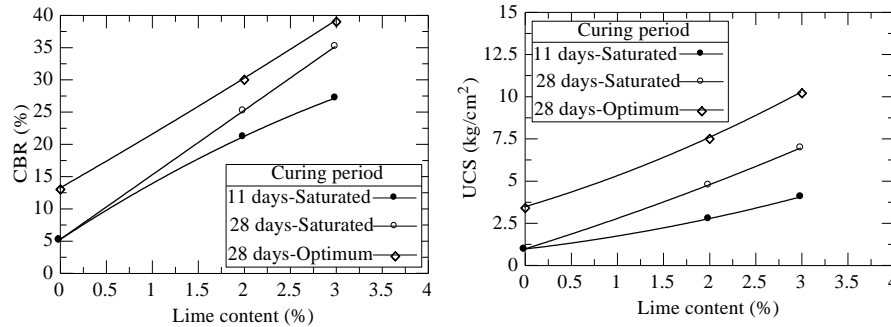 40
35
30
25
20
15
10
5
0
CBR (%)
Curing period
11 days-Saturated
28 days-Saturated
28 days-Optimum
0 0.5 1 1.5 2 2.5 3 3.5 4
Lime content (%)
15
12.5
10
7.5
5
2.5
0
UCS (kg/cm²)
Curing period
11 days-Saturated
28 days-Saturated
28 days-Optimum
0 0.5 1 1.5 2 2.5 3 3.5 4
Lime content (%)